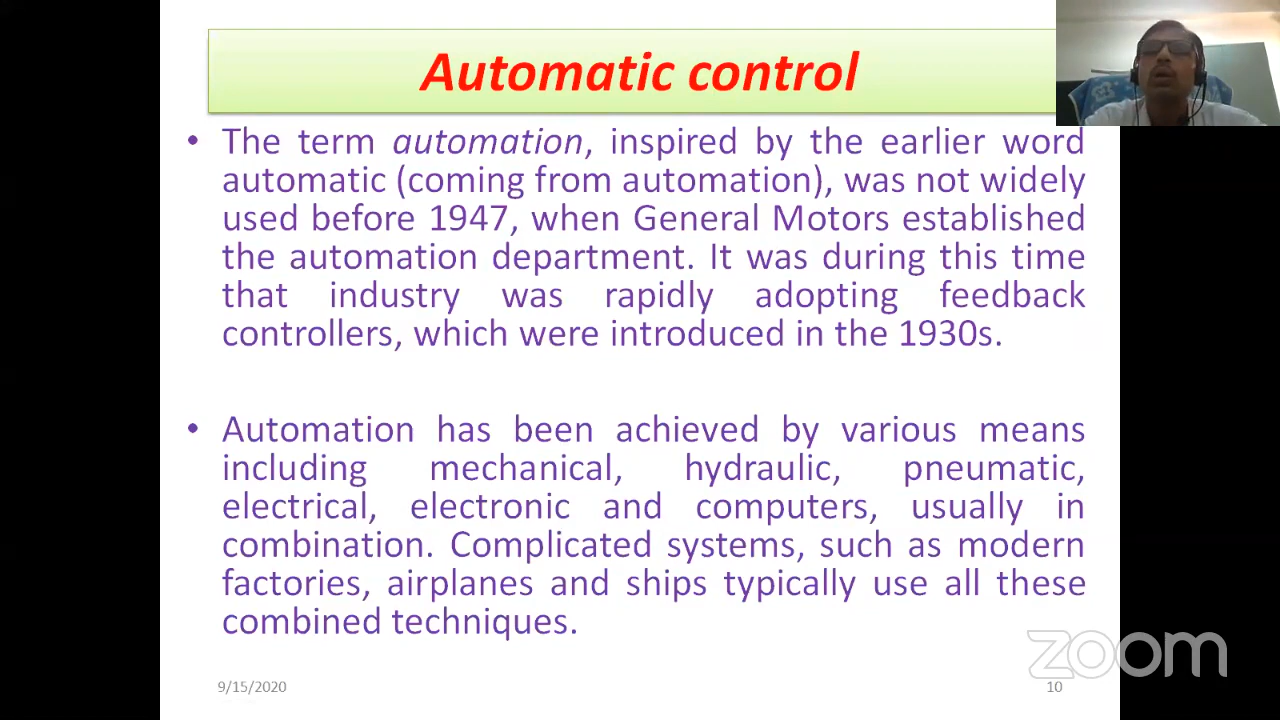 Automatic control
• The term automation, inspired by the earlier word
automatic (coming from automation), was not widely
used before 1947, when General Motors established
the automation department. It was during this time
that industry was rapidly adopting feedback
controllers, which were introduced in the 1930s.
• Automation has been achieved by various means
including mechanical, hydraulic, pneumatic,
electrical, electronic and computers, usually in
combination. Complicated systems, such as modern
factories, airplanes and ships typically use all these
combined techniques.
zoom
9/15/2020
10